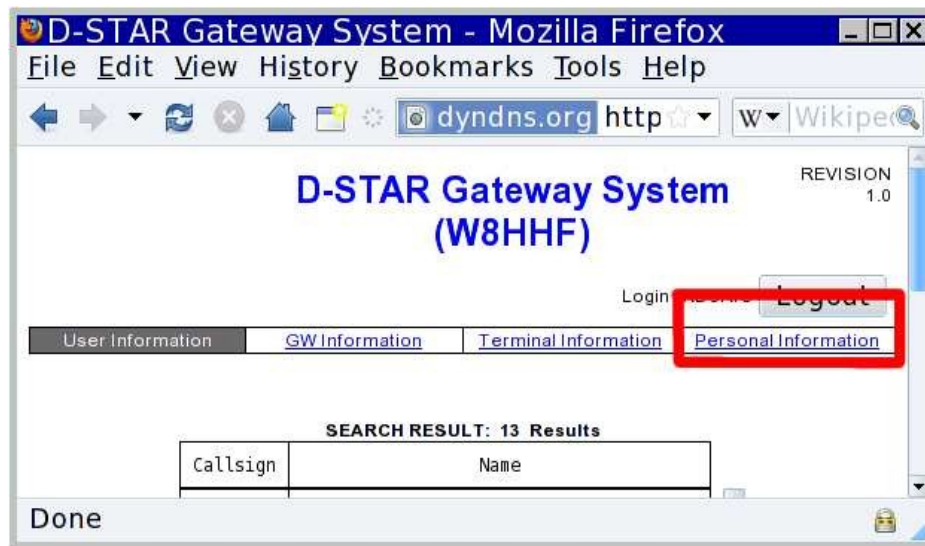 D-STAR Gateway System - Mozilla Firefox
File Edit View History Bookmarks Tools Help
dyndns.org http W Wikipe
D-STAR Gateway System
(W8HHF)
REVISION
1.0
Login Logout
User Information GW Information Terminal Information Personal Information
SEARCH RESULT: 13 Results
Callsign Name
Done